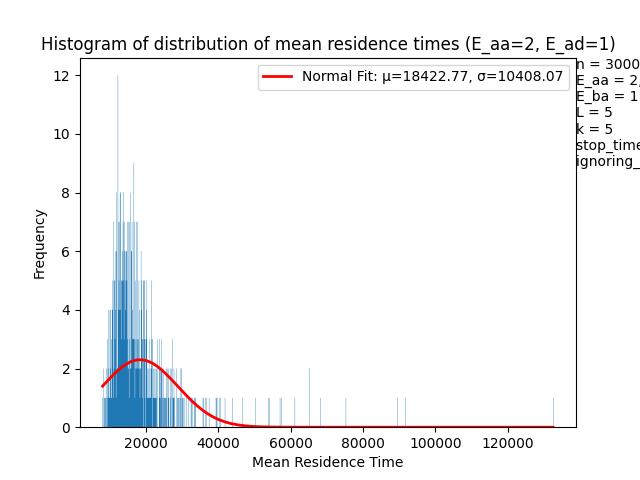 Histogram of distribution of mean residence times (E_aa=2, E_ad=1)
Normal Fit: μ=18422.77, σ=10408.07
n = 3000
E_aa = 2,
E_ba = 1
L = 5
k = 5
stop_time
ignoring_
Frequency
12
10
8
6
4
2
0
20000 40000 60000 80000 100000 120000
Mean Residence Time